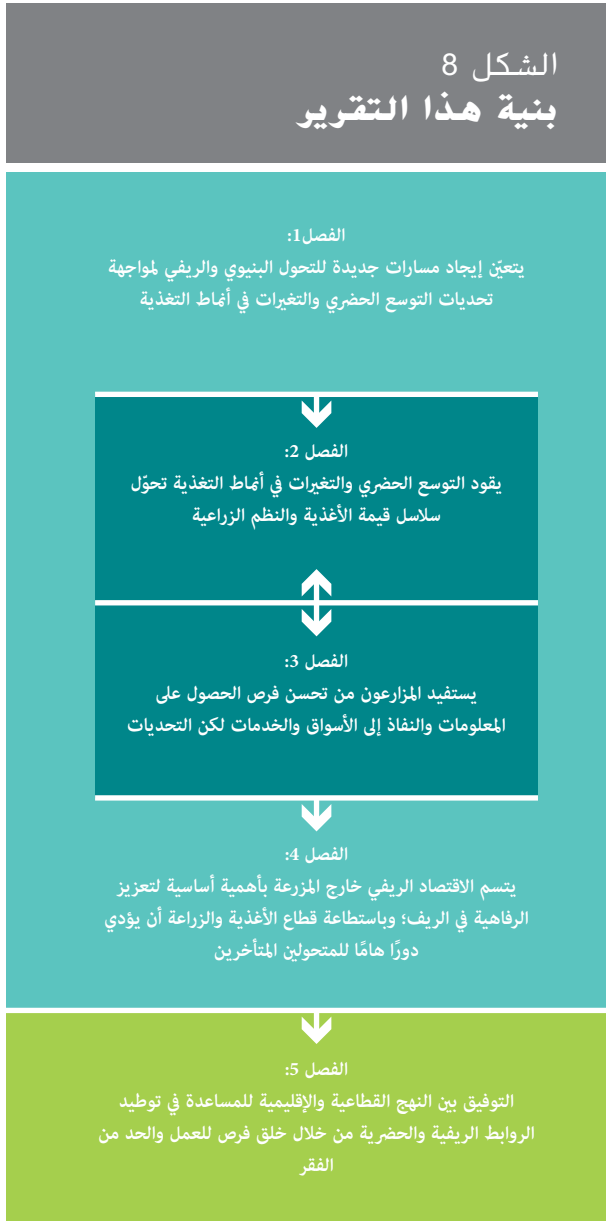 الشكل 8
بنية هذا التقرير
الفصل1:
يتعيّن إيجاد مسارات جديدة للتحول البنيوي والريفي لمواجهة
تحديات التوسع الحضري والتغيرات في أنماط التغذية
الفصل 2:
يقود التوسع الحضري والتغيرات في أنماط التغذية تحوّل
سلاسل قيمة الأغذية والنظم الزراعية
الفصل 3:
يستفيد المزارعون من تحسن فرص الحصول على
المعلومات والنفاذ إلى الأسواق والخدمات لكن التحديات
الفصل 4:
يتسم الاقتصاد الريفي خارج المزرعة بأهمية أساسية لتعزيز
الرفاهية في الريف؛ وباستطاعة قطاع الأغذية والزراعة أن يؤدي
دورًا هامًا للمتحولين المتأخرين
الفصل 5:
التوفيق بين النهج القطاعية والإقليمية للمساعدة في توطيد
الروابط الريفية والحضرية من خلال خلق فرص للعمل والحد من
الفقر